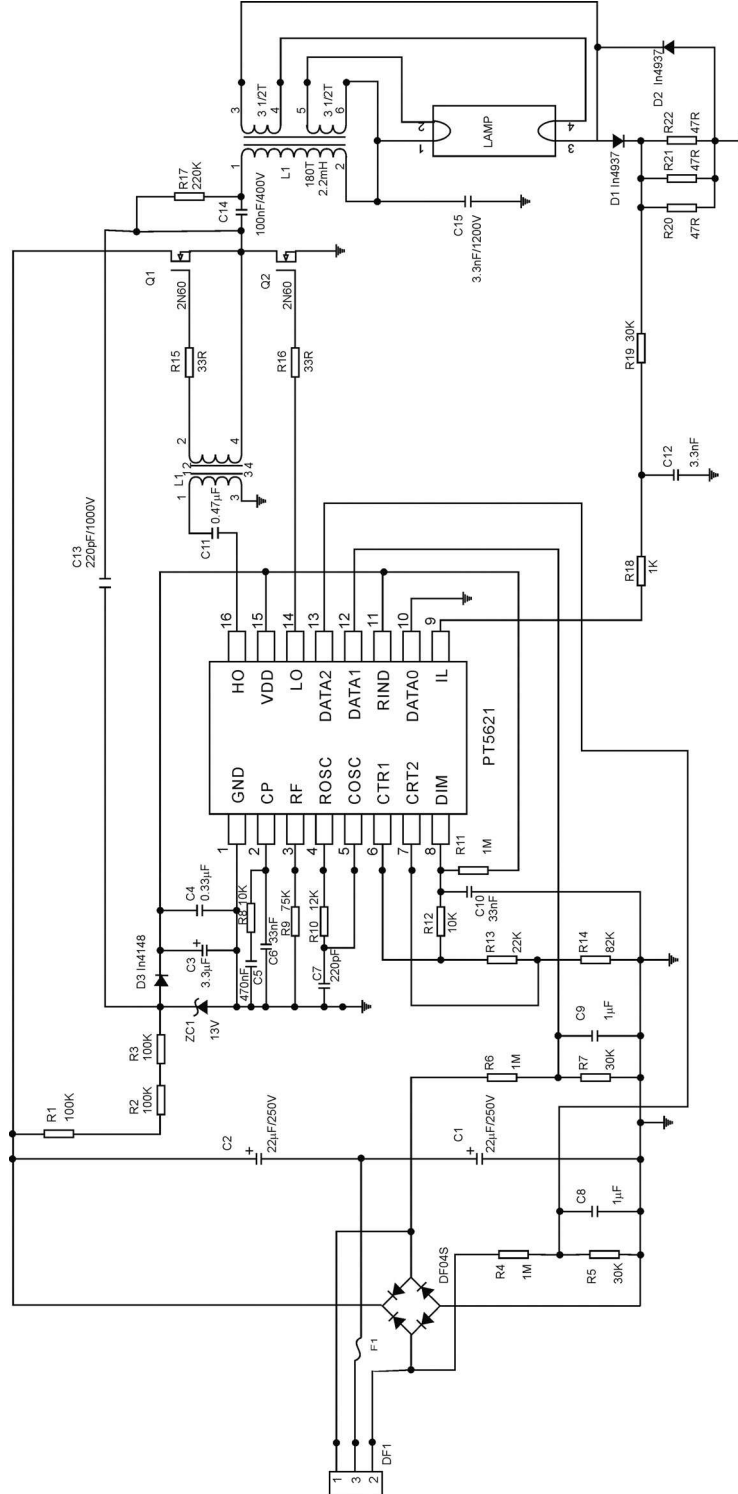 DF1
1
3
2
F1
DF04S
R4
1M
R5
30K
C8
1µF
C2
22µF/250V
C1
22µF/250V
R1
100K
R2
100K
R3
100K
R6
1M
R7
30K
C9
1µF
ZC1
13V
D3 In4148
C3
3.3µF
C4
0.33µF
C5
470nF
R8 10K
C6
33nF
R9
75K
C7
220pF
R10
12K
R12
10K
R13
22K
R14
82K
C10
33nF
R11
1M
1
2
3
4
5
6
7
8
GND
CP
RF
ROSC
COSC
CTR1
CRT2
DIM
PT5621
HO
VDD
LO
DATA2
DATA1
RIND
DATA0
IL
16
15
14
13
12
11
10
9
C13
220pF/1000V
C11
0.47µF
L1
1
2
3
4
1
2
3
4
R15
33R
R16
33R
Q1
2N60
Q2
2N60
R17
220K
C14
100nF/400V
L1
180T
2.2mH
1
2
3
4
5
6
3 1/2T
3 1/2T
C15
3.3nF/1200V
LAMP
1
2
3
4
R18
1K
C12
3.3nF
R19 30K
D1 In4937
D2 In4937
R20
47R
R21
47R
R22
47R